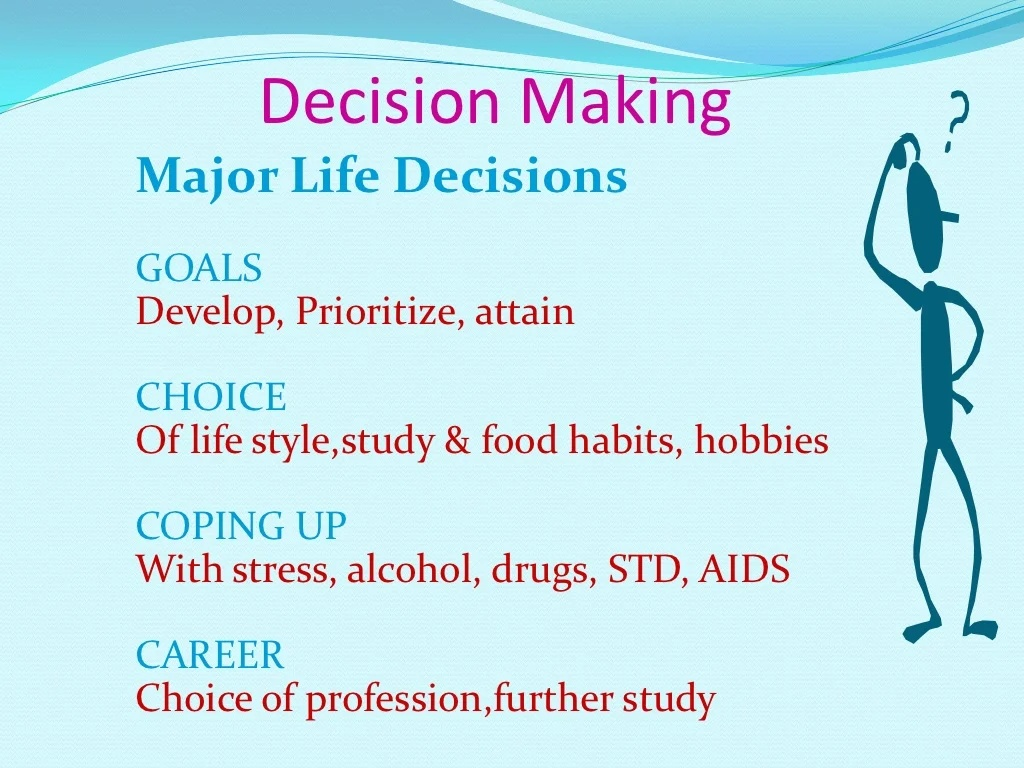 Decision Making
Major Life Decisions
GOALS
Develop, Prioritize, attain
CHOICE
Of life style,study & food habits, hobbies
COPING UP
With stress, alcohol, drugs, STD, AIDS
CAREER
Choice of profession,further study
?